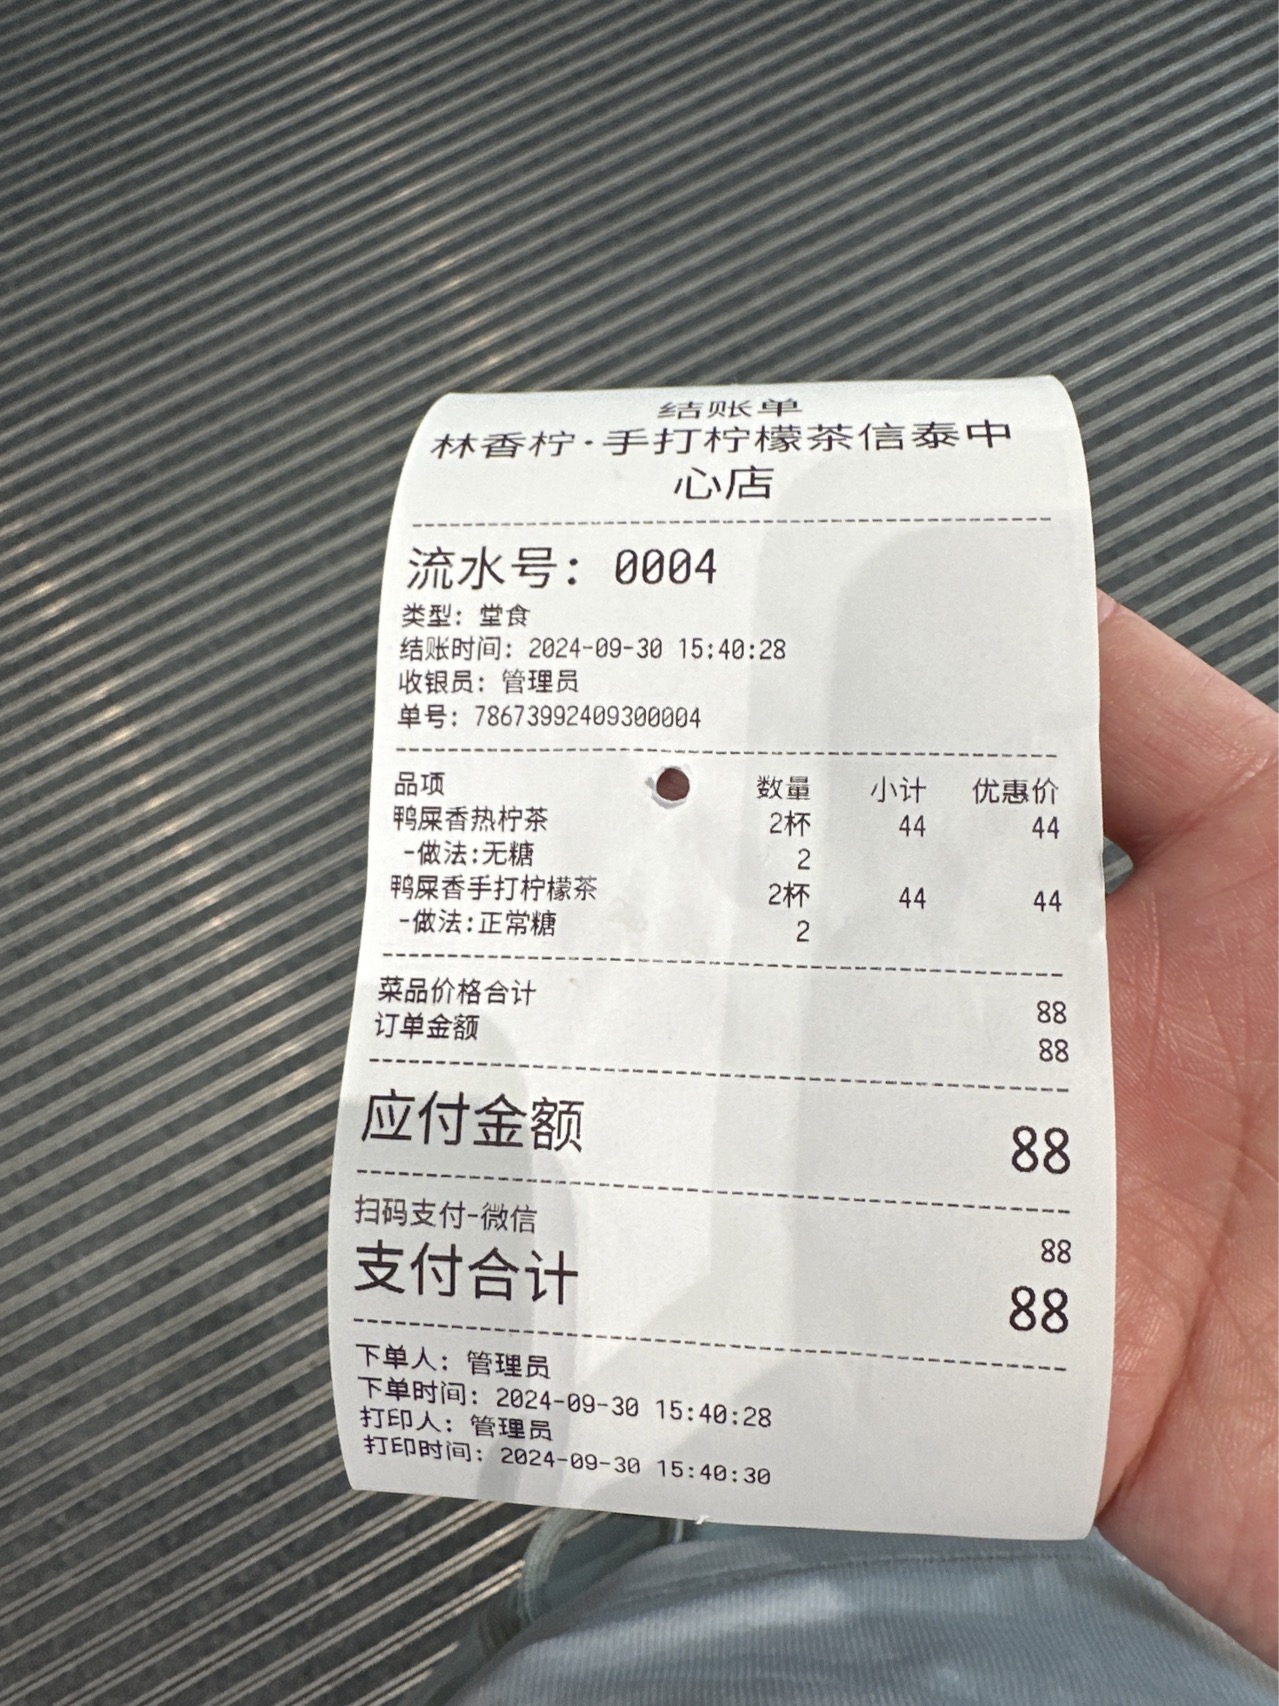 结账单
林香柠·手打柠檬茶信泰中
心店
流水号: 0004
类型: 堂食
结账时间: 2024-09-30 15:40:28
收银员: 管理员
单号: 78673992409300004
品项 数量 小计 优惠价
鸭屎香热柠茶 2杯 44 44
-做法:无糖 2
鸭屎香手打柠檬茶 2杯 44 44
-做法:正常糖 2
菜品价格合计 88
订单金额 88
应付金额 88
扫码支付-微信 88
支付合计 88
下单人: 管理员
下单时间: 2024-09-30 15:40:28
打印人: 管理员
打印时间: 2024-09-30 15:40:30